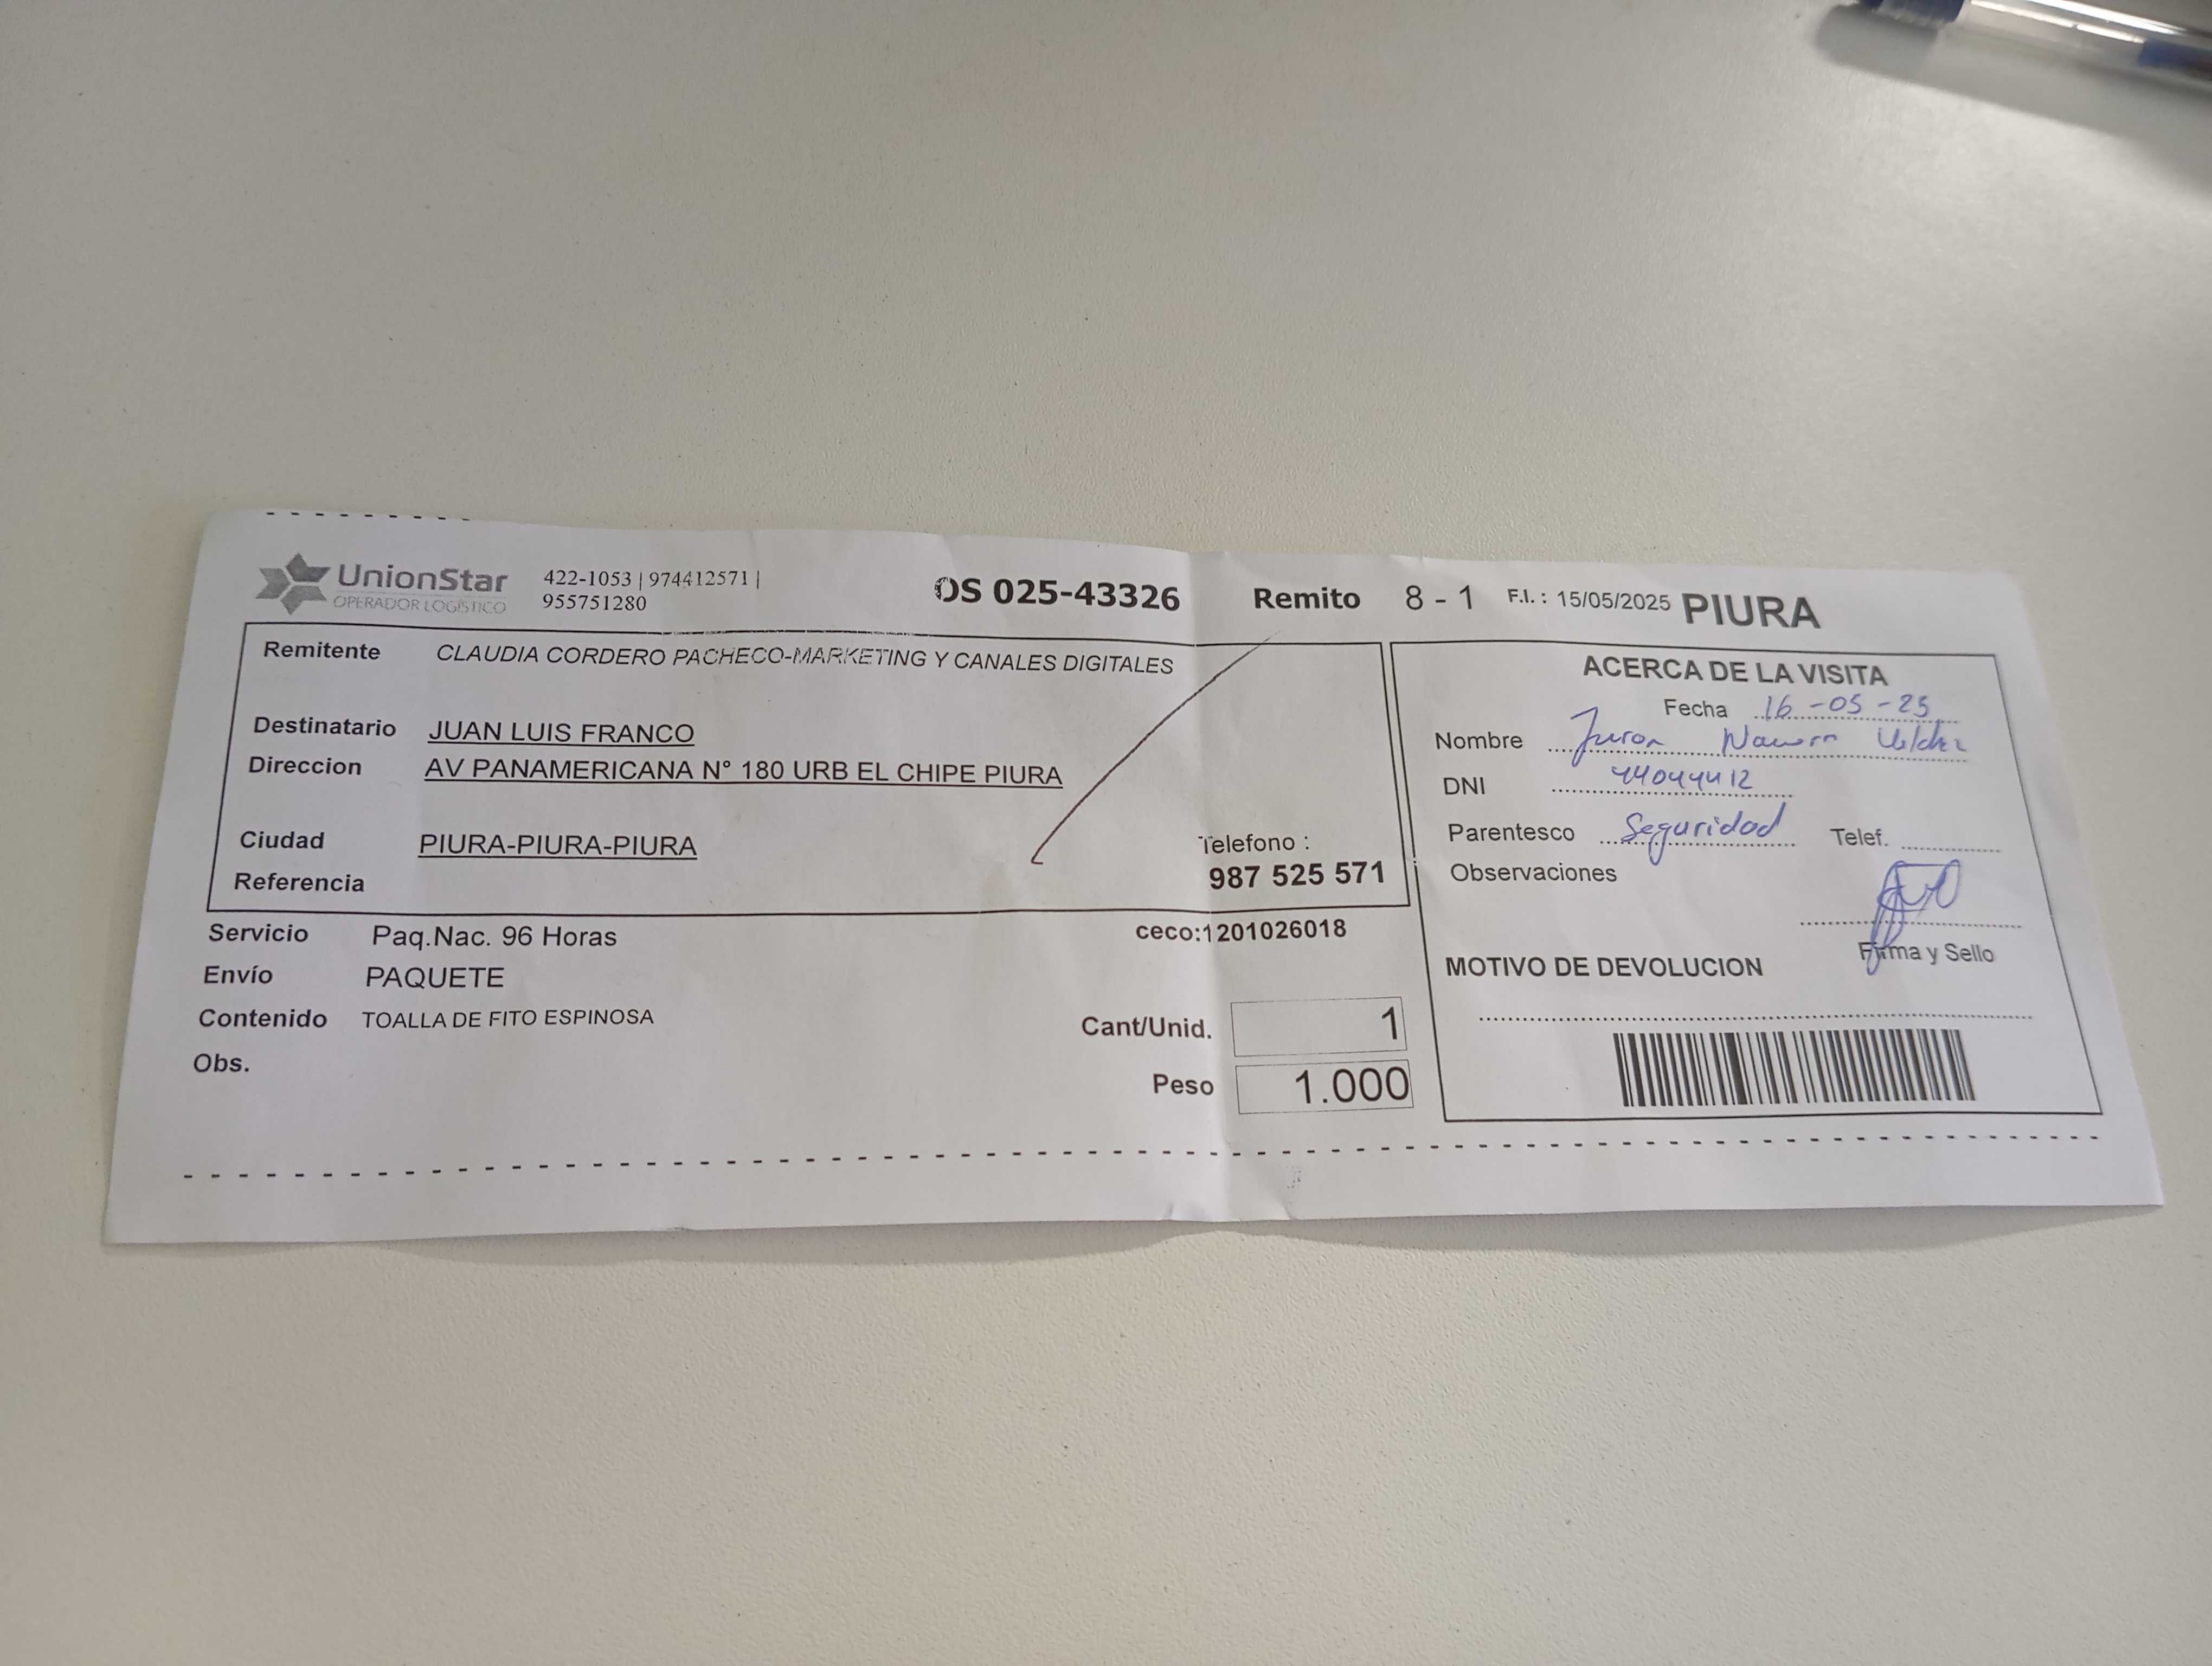 UnionStar
OPERADOR LOGÍSTICO
422-1053 | 974412571 |
955751280
OS 025-43326
Remito 8 - 1
F.I. : 15/05/2025 PIURA
Remitente CLAUDIA CORDERO PACHECO-MARKETING Y CANALES DIGITALES
Destinatario JUAN LUIS FRANCO
Direccion AV PANAMERICANA N° 180 URB EL CHIPE PIURA
Ciudad PIURA-PIURA-PIURA
Telefono :
987 525 571
Referencia
Servicio Paq.Nac. 96 Horas
ceco:1201026018
Envío PAQUETE
Contenido TOALLA DE FITO ESPINOSA
Cant/Unid. 1
Obs.
Peso 1.000
ACERCA DE LA VISITA
Fecha 16-05-25
Nombre
DNI 44044412
Parentesco Seguridad Telef.
Observaciones
Firma y Sello
MOTIVO DE DEVOLUCION